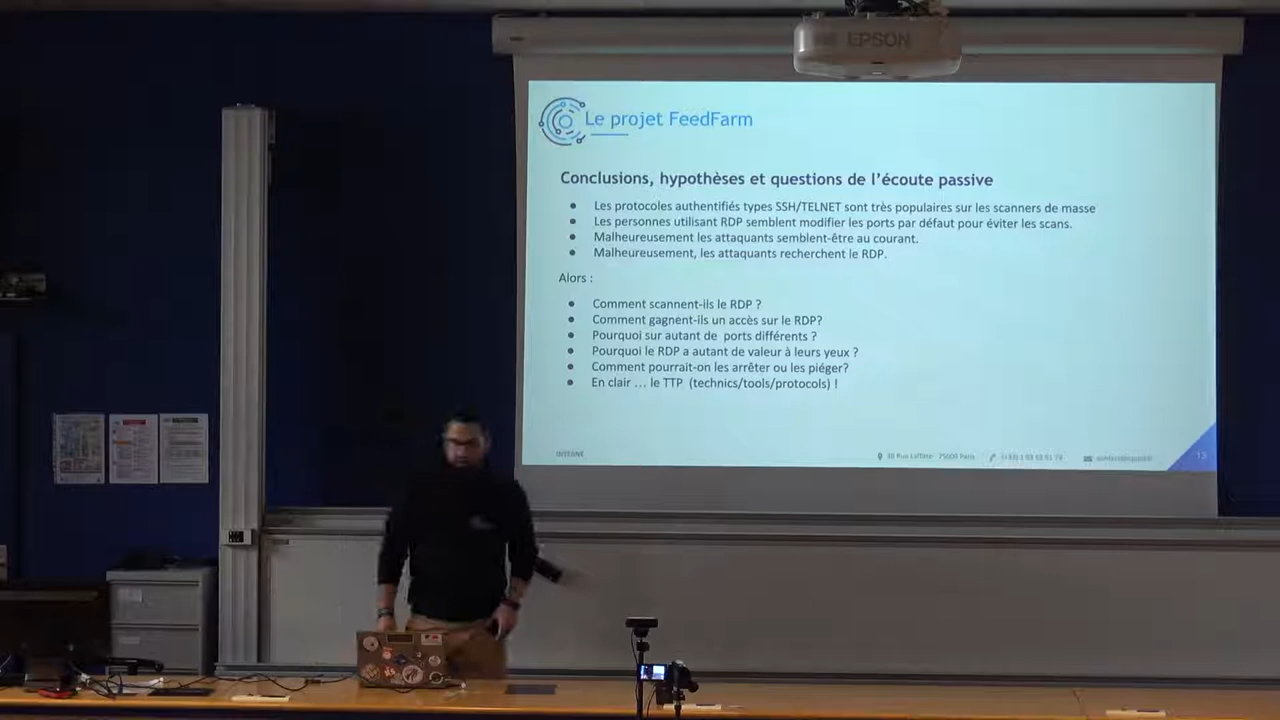 EPSON
Le projet FeedFarm
Conclusions, hypothèses et questions de l'écoute passive
Les protocoles authentifiés types SSH/TELNET sont très populaires sur les scanners de masse
Les personnes utilisant RDP semblent modifier les ports par défaut pour éviter les scans.
Malheureusement les attaquants semblent-être au courant.
Malheureusement, les attaquants recherchent le RDP.
Alors :
Comment scannent-ils le RDP ?
Comment gagnent-ils un accès sur le RDP?
Pourquoi sur autant de ports différents ?
Pourquoi le RDP a autant de valeur à leurs yeux ?
Comment pourrait-on les arrêter ou les piéger?
En clair ... le TTP (technics/tools/protocols) !
INTERNE
Rue Laffitte - 75009 Paris
13